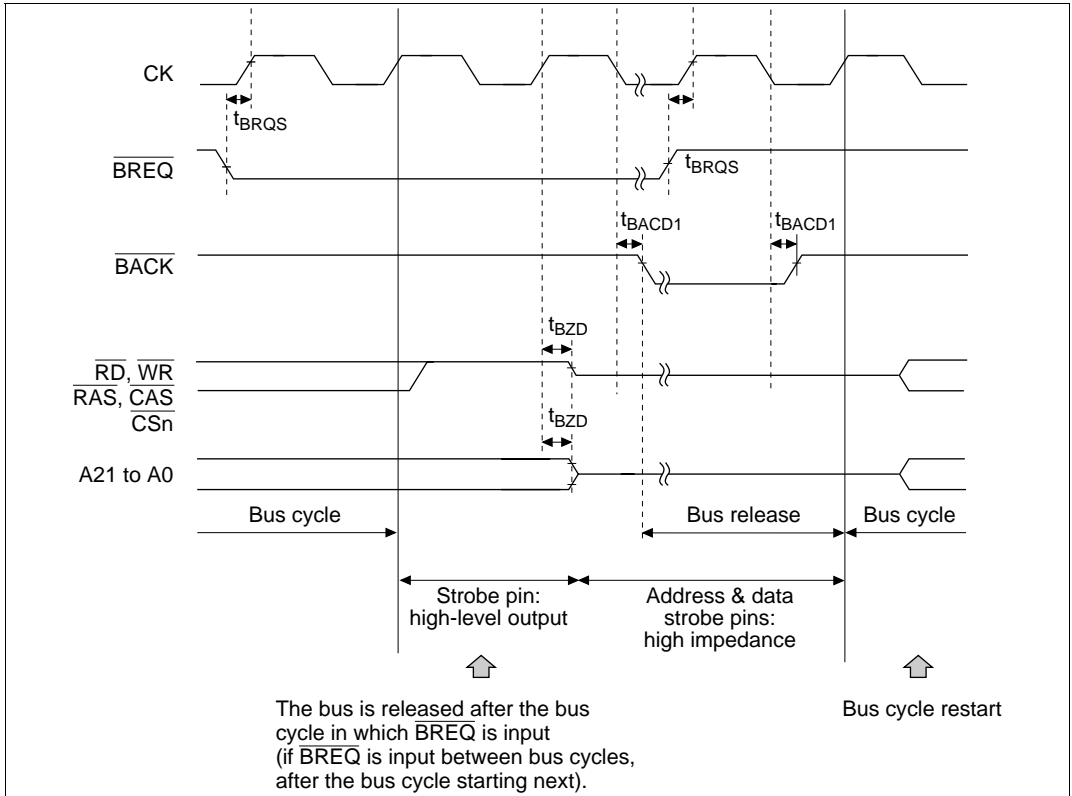 CK
tBRQS
BREQ
tBRQS
tBACD1
tBACD1
BACK
tBZD
RD, WR
RAS, CAS
CSn
tBZD
A21 to A0
Bus cycle
Bus release
Bus cycle
Strobe pin:
high-level output
Address & data
strobe pins:
high impedance
The bus is released after the bus
cycle in which BREQ is input
(if BREQ is input between bus cycles,
after the bus cycle starting next).
Bus cycle restart